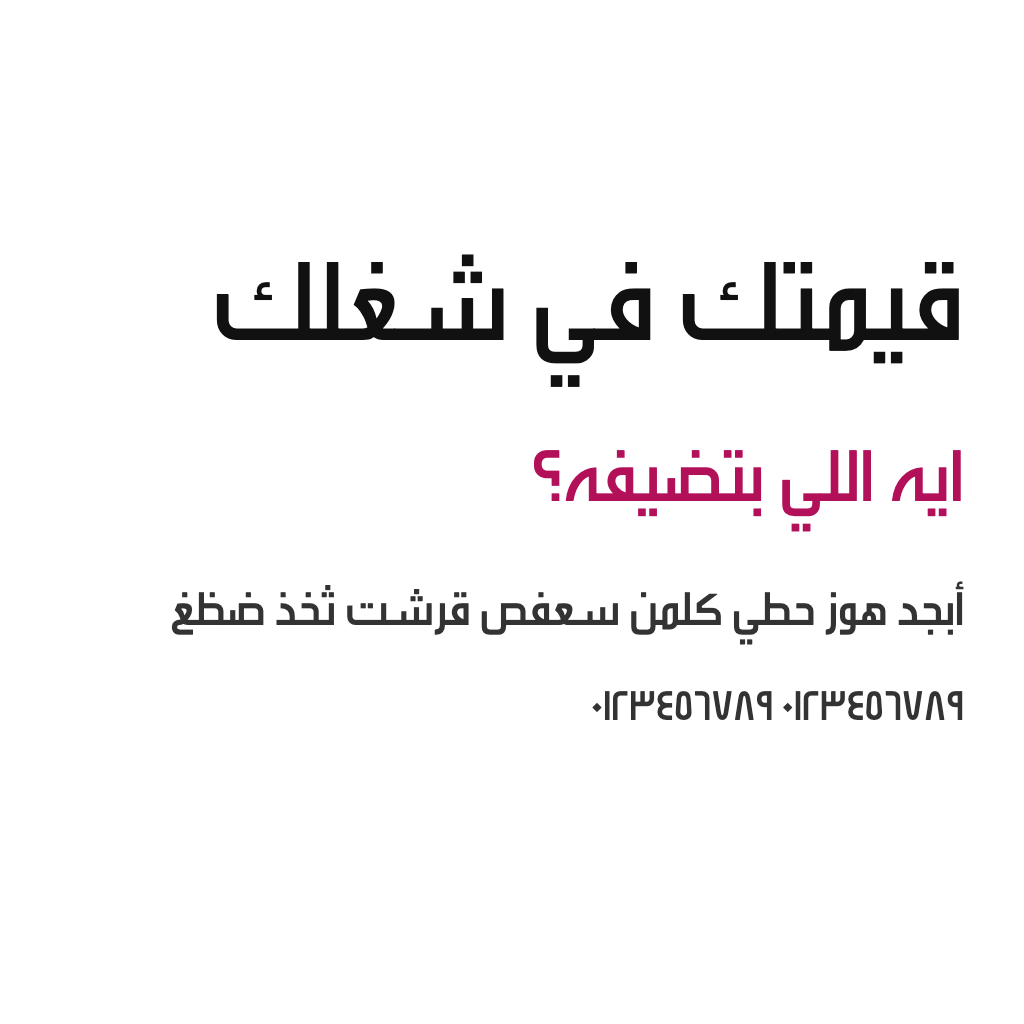 قيمتك في شغلك
ايه اللي بتضيفه؟
أبجد هوز حطي كلمن سعفص قرشت ثخذ ضظغ
٠١٢٣٤٥٦٧٨٩ ٠١٢٣٤٥٦٧٨٩